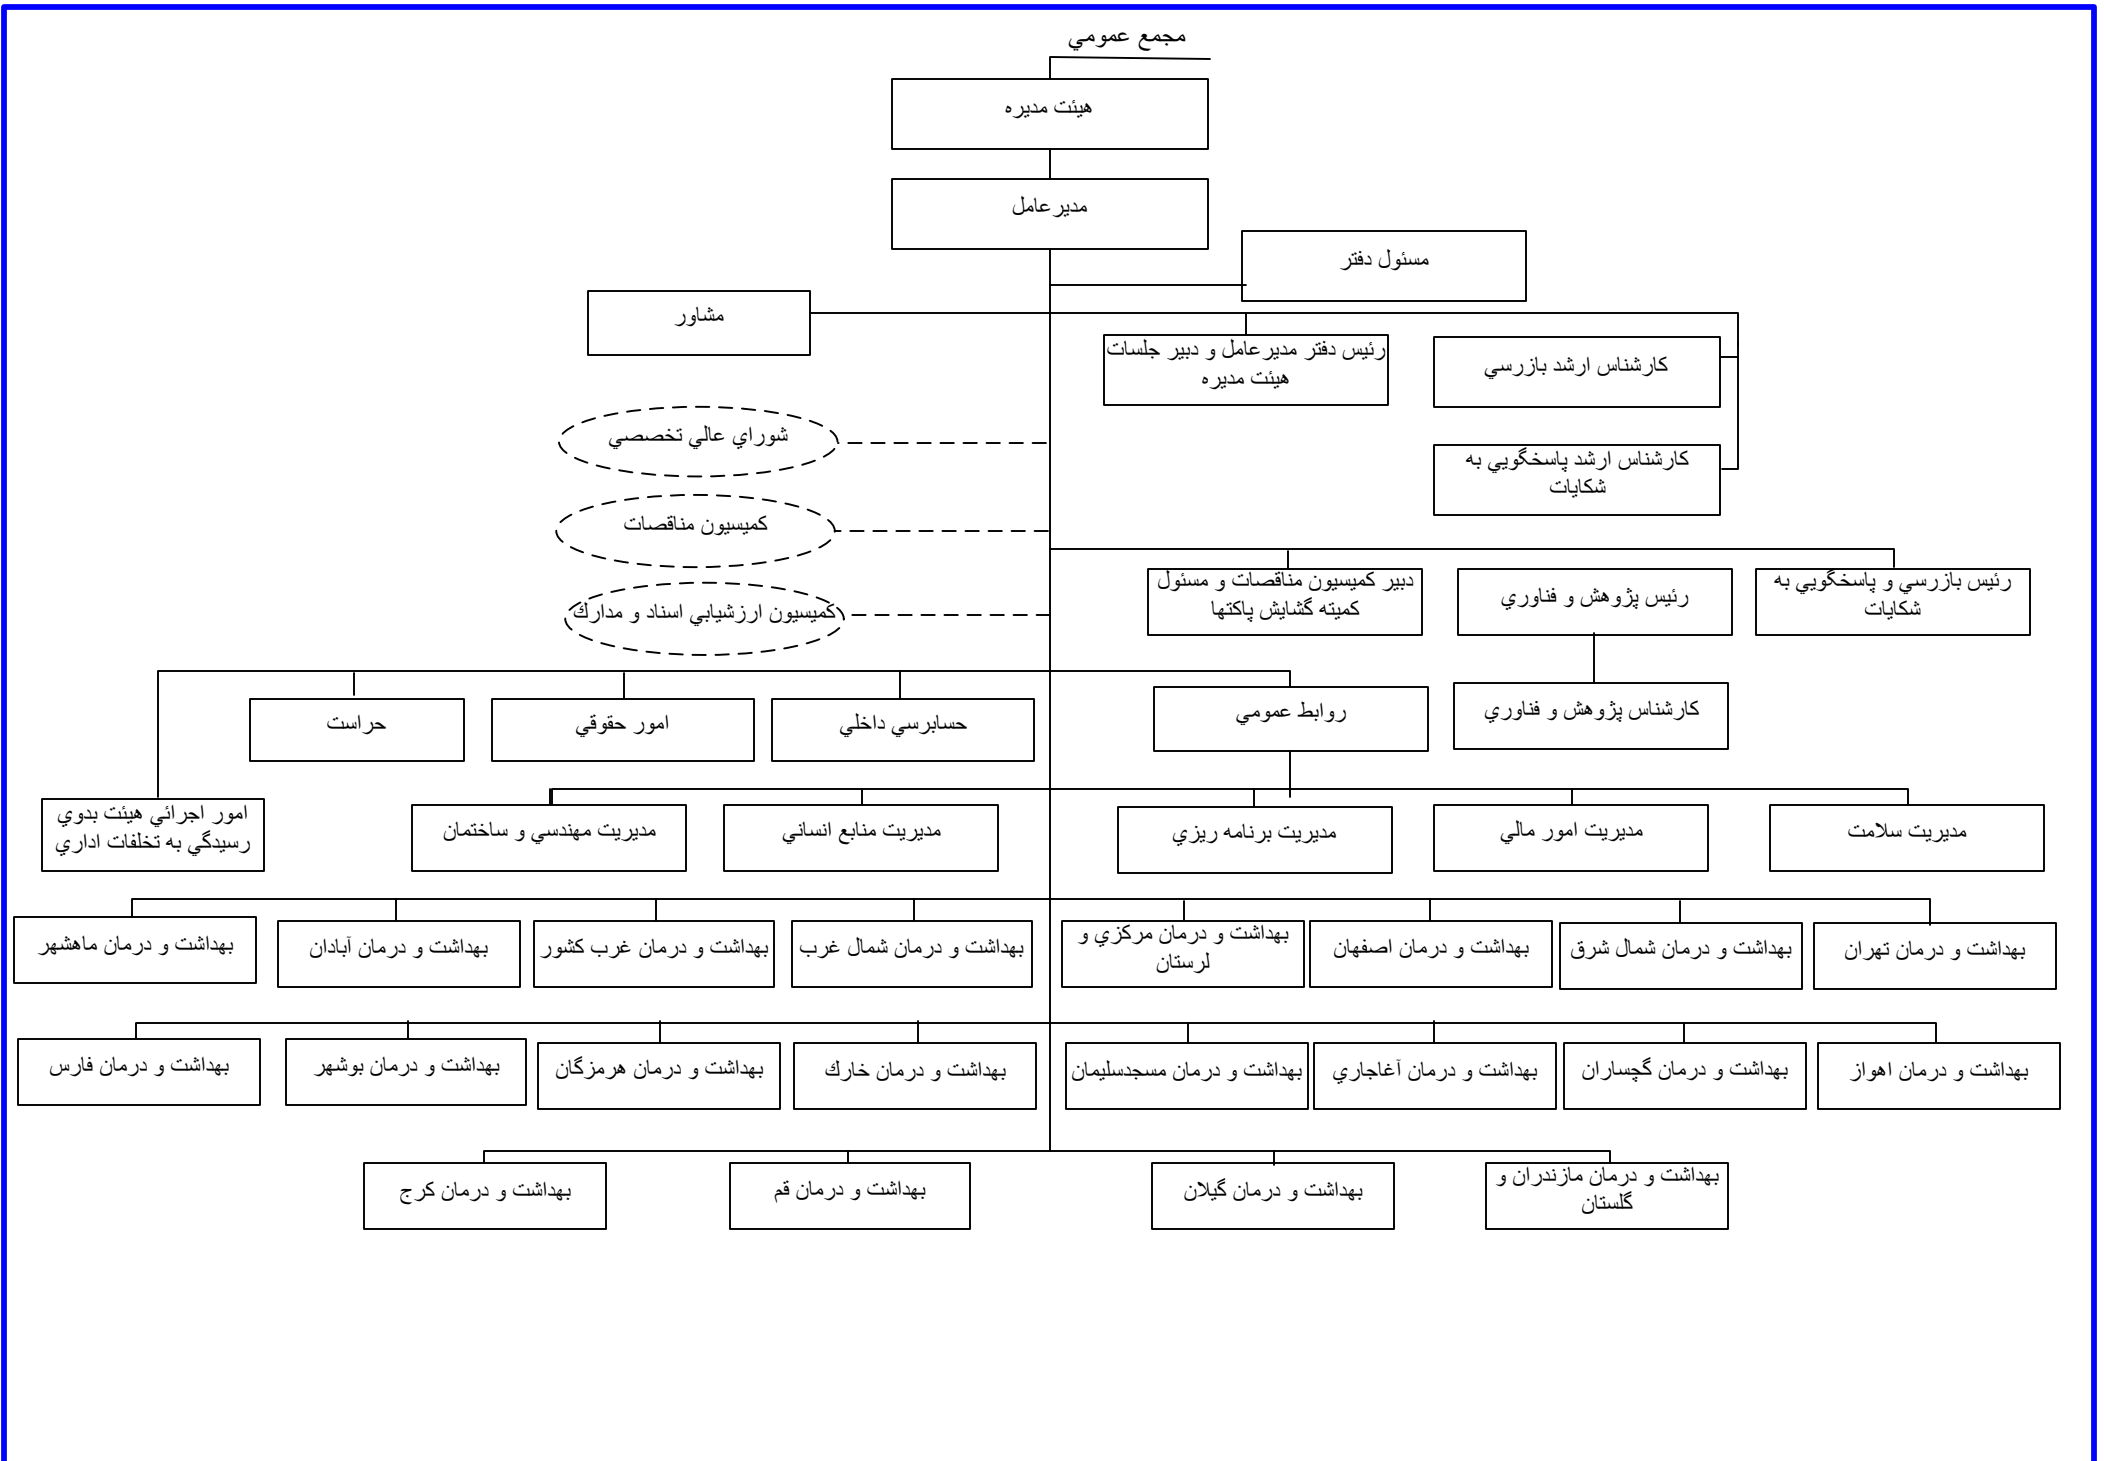 مجمع عمومي
هيئت مديره
مديرعامل
مسئول دفتر
مشاور
رئيس دفتر مديرعامل و دبير جلسات
هيئت مديره
كارشناس ارشد بازرسي
شوراي عالي تخصصي
كارشناس ارشد پاسخگويي به
شكايات
كميسيون مناقصات
رئيس بازرسي و پاسخگويي به
شكايات
رئيس پژوهش و فناوري
دبير كميسيون مناقصات و مسئول
كميته گشايش پاكتها
كميسيون ارزشيابي اسناد و مدارك
كارشناس پژوهش و فناوري
روابط عمومي
حسابرسي داخلي
امور حقوقي
حراست
امور اجرائي هيئت بدوي
رسيدگي به تخلفات اداري
مديريت سلامت
مديريت امور مالي
مديريت برنامه ريزي
مديريت منابع انساني
مديريت مهندسي و ساختمان
بهداشت و درمان تهران
بهداشت و درمان شمال شرق
بهداشت و درمان اصفهان
بهداشت و درمان مركزي و
لرستان
بهداشت و درمان شمال غرب
بهداشت و درمان غرب كشور
بهداشت و درمان آبادان
بهداشت و درمان ماهشهر
بهداشت و درمان اهواز
بهداشت و درمان گچساران
بهداشت و درمان آغاجاري
بهداشت و درمان مسجدسليمان
بهداشت و درمان خارك
بهداشت و درمان هرمزگان
بهداشت و درمان بوشهر
بهداشت و درمان فارس
بهداشت و درمان مازندران و
گلستان
بهداشت و درمان گيلان
بهداشت و درمان قم
بهداشت و درمان كرج